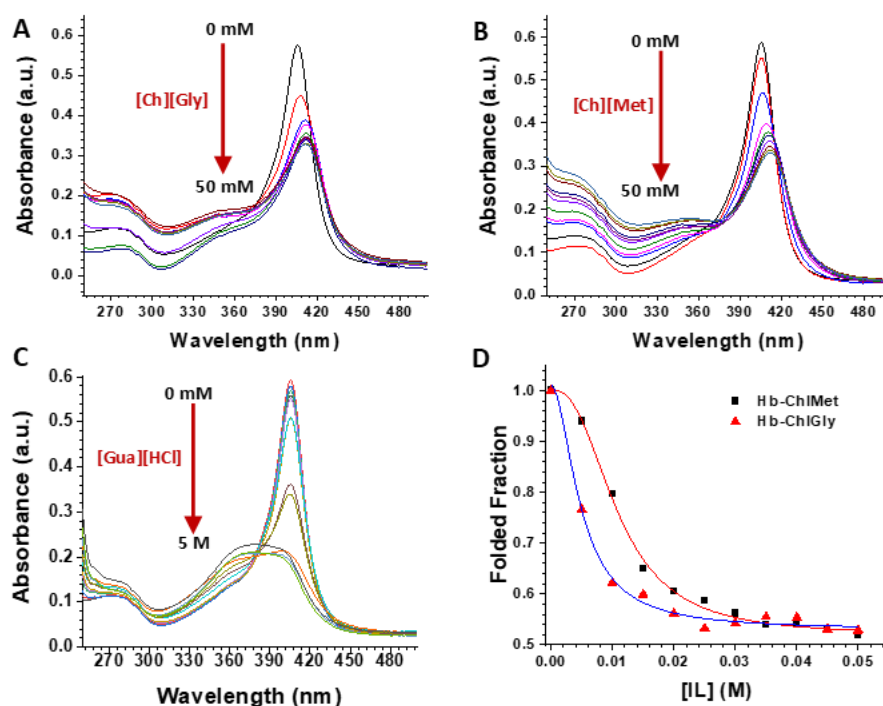 A
0 mM
[Ch][Gly]
50 mM
Absorbance (a.u.)
0.6
0.5
0.4
0.3
0.2
0.1
0.0
270 300 330 360 390 420 450 480
Wavelength (nm)
B
0 mM
[Ch][Met]
50 mM
Absorbance (a.u.)
0.6
0.5
0.4
0.3
0.2
0.1
0.0
270 300 330 360 390 420 450 480
Wavelength (nm)
C
0 mM
[Gua][HCl]
5 M
Absorbance (a.u.)
0.6
0.5
0.4
0.3
0.2
0.1
0.0
270 300 330 360 390 420 450 480
Wavelength (nm)
D
Hb-ChlMet
Hb-ChlGly
Folded Fraction
1.0
0.9
0.8
0.7
0.6
0.5
0.00 0.01 0.02 0.03 0.04 0.05
[IL] (M)